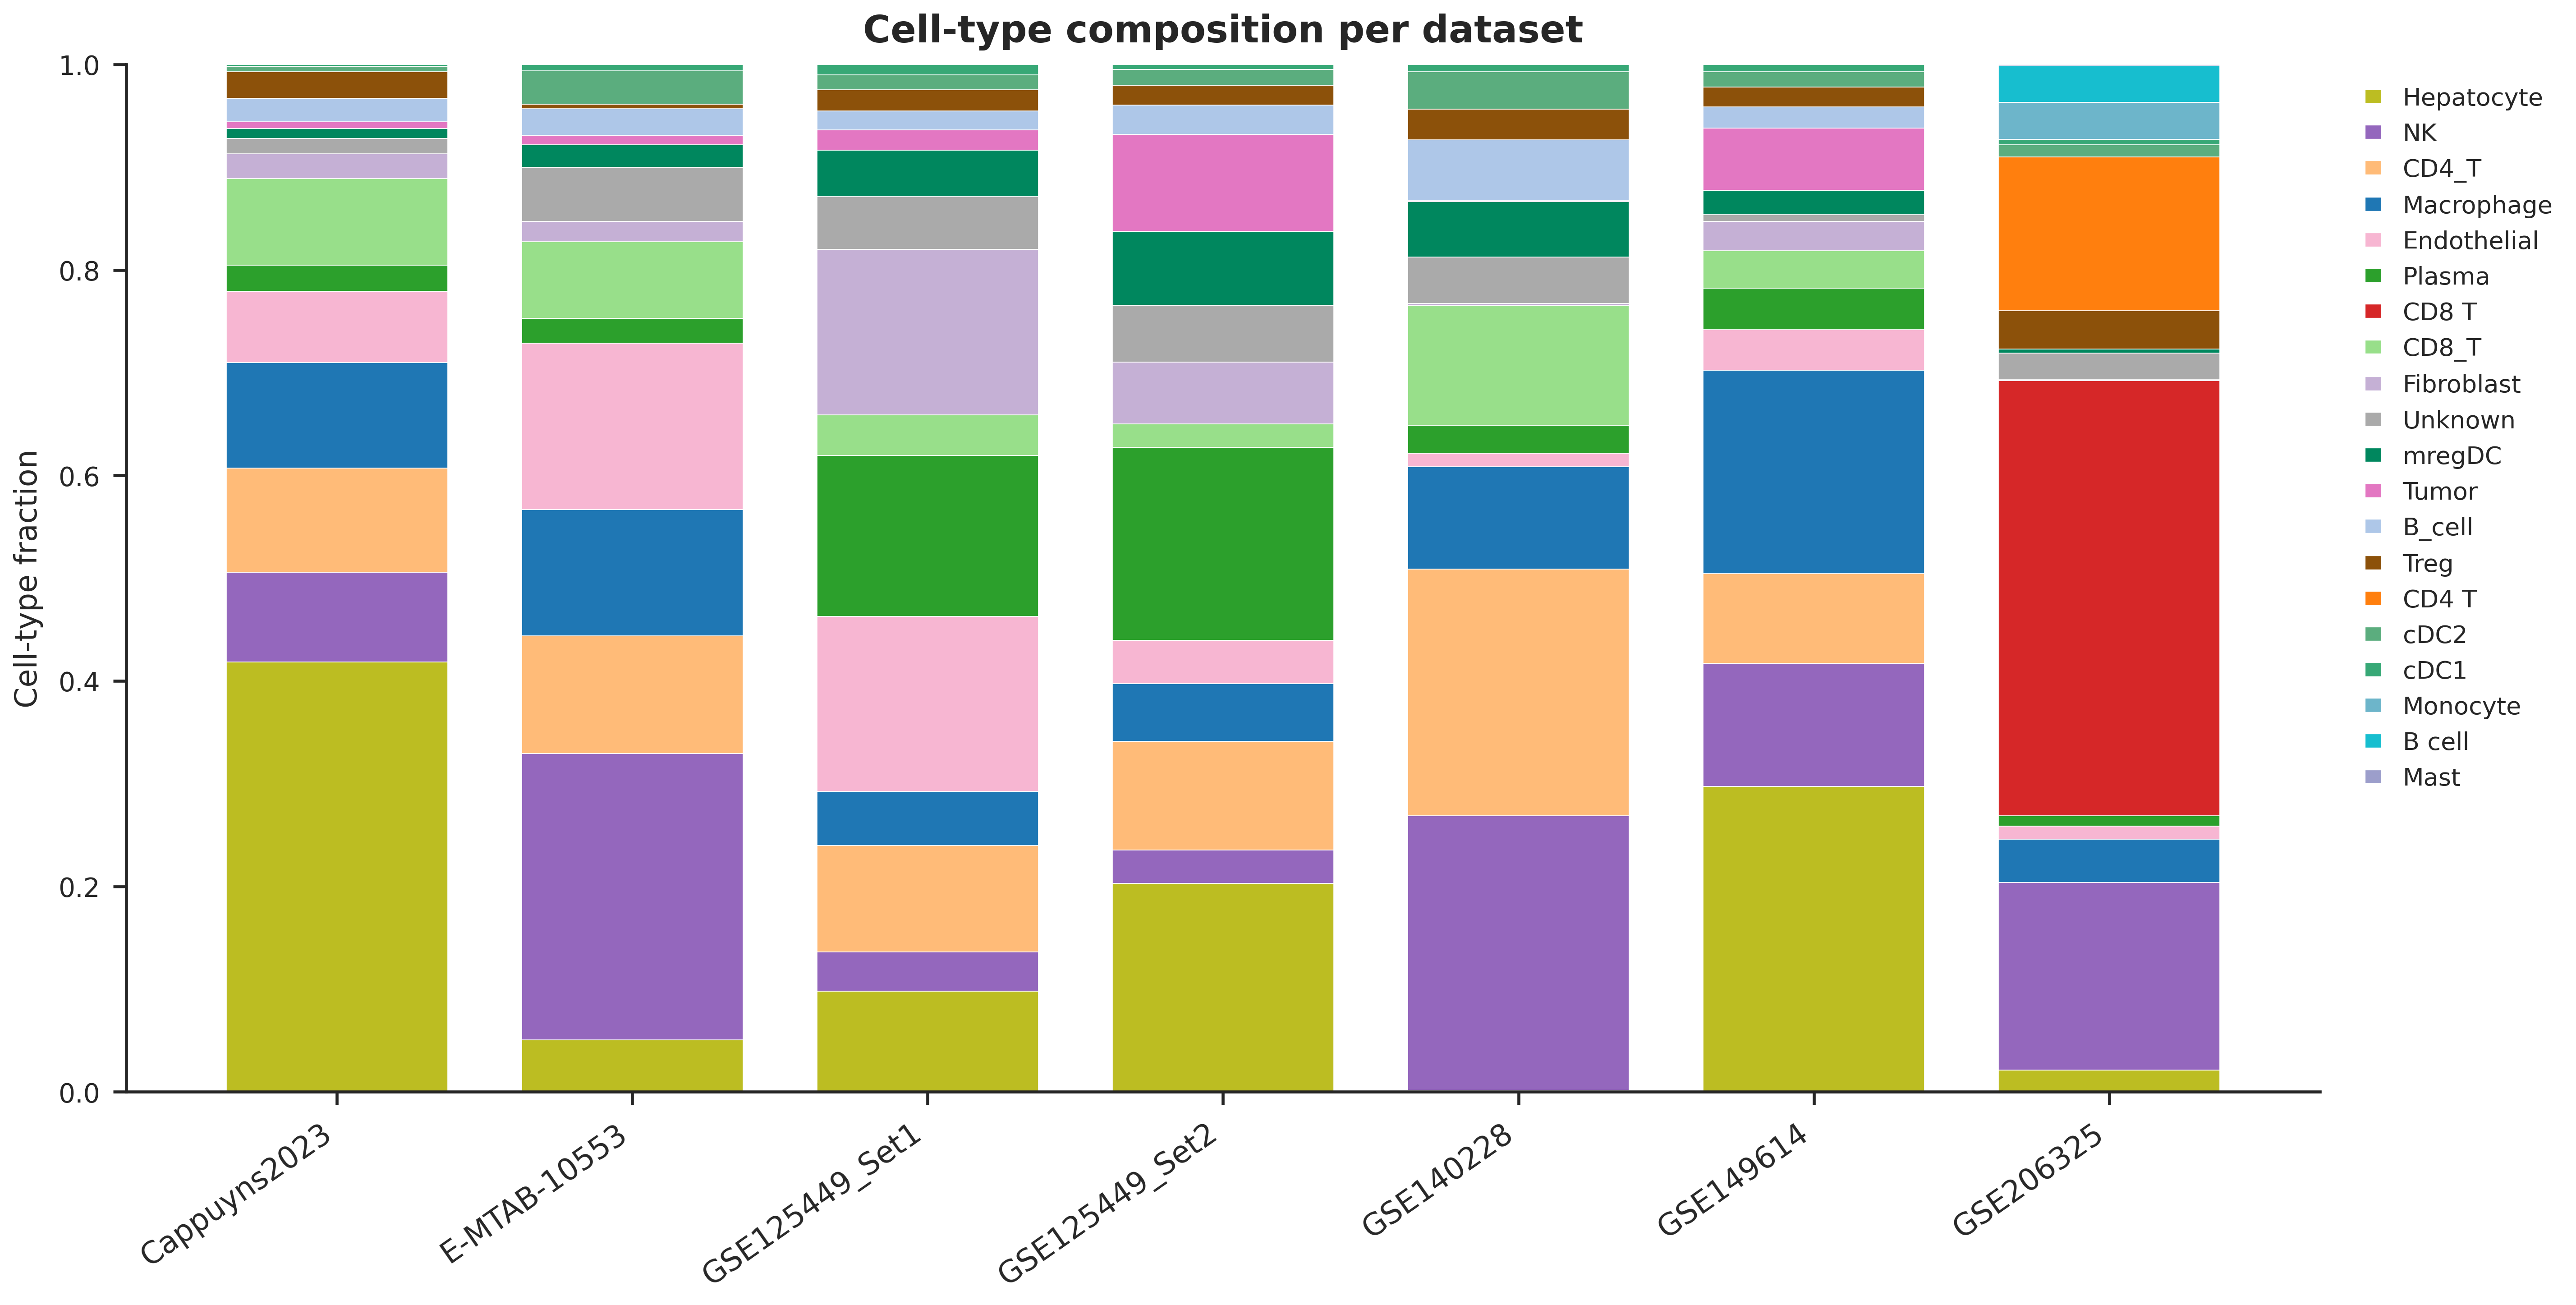 Cell-type composition per dataset
Cell-type fraction
1.0
0.8
0.6
0.4
0.2
0.0
Cappuyns2023
E-MTAB-10553
GSE125449_Set1
GSE125449_Set2
GSE140228
GSE149614
GSE206325
Hepatocyte
NK
CD4_T
Macrophage
Endothelial
Plasma
CD8 T
CD8_T
Fibroblast
Unknown
mregDC
Tumor
B_cell
Treg
CD4 T
cDC2
cDC1
Monocyte
B cell
Mast